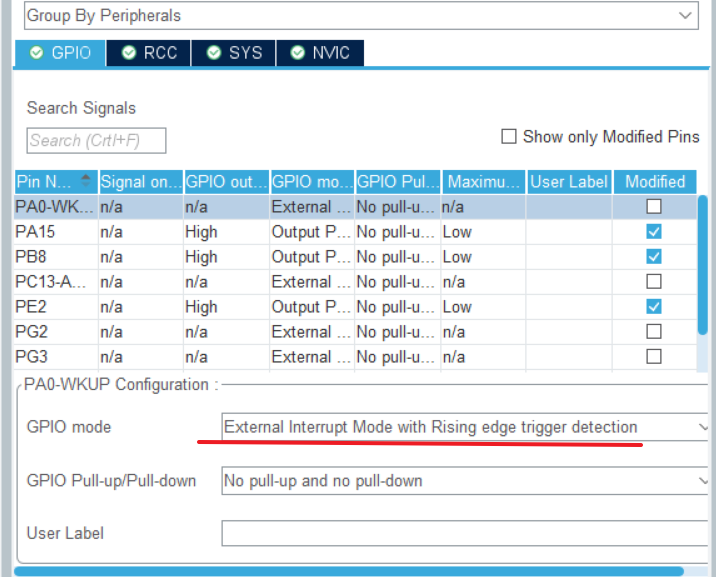 Group By Peripherals
GPIO RCC SYS NVIC
Search Signals
Search (Crtl+F)
Show only Modified Pins
Pin N... Signal on... GPIO out... GPIO mo... GPIO Pul... Maximu... User Label Modified
PA0-WK... n/a n/a External ... No pull-u... n/a
PA15 n/a High Output P... No pull-u... Low
PB8 n/a High Output P... No pull-u... Low
PC13-A... n/a n/a External ... No pull-u... n/a
PE2 n/a High Output P... No pull-u... Low
PG2 n/a n/a External ... No pull-u... n/a
PG3 n/a n/a External ... No pull-u... n/a
PA0-WKUP Configuration :
GPIO mode External Interrupt Mode with Rising edge trigger detection
GPIO Pull-up/Pull-down No pull-up and no pull-down
User Label